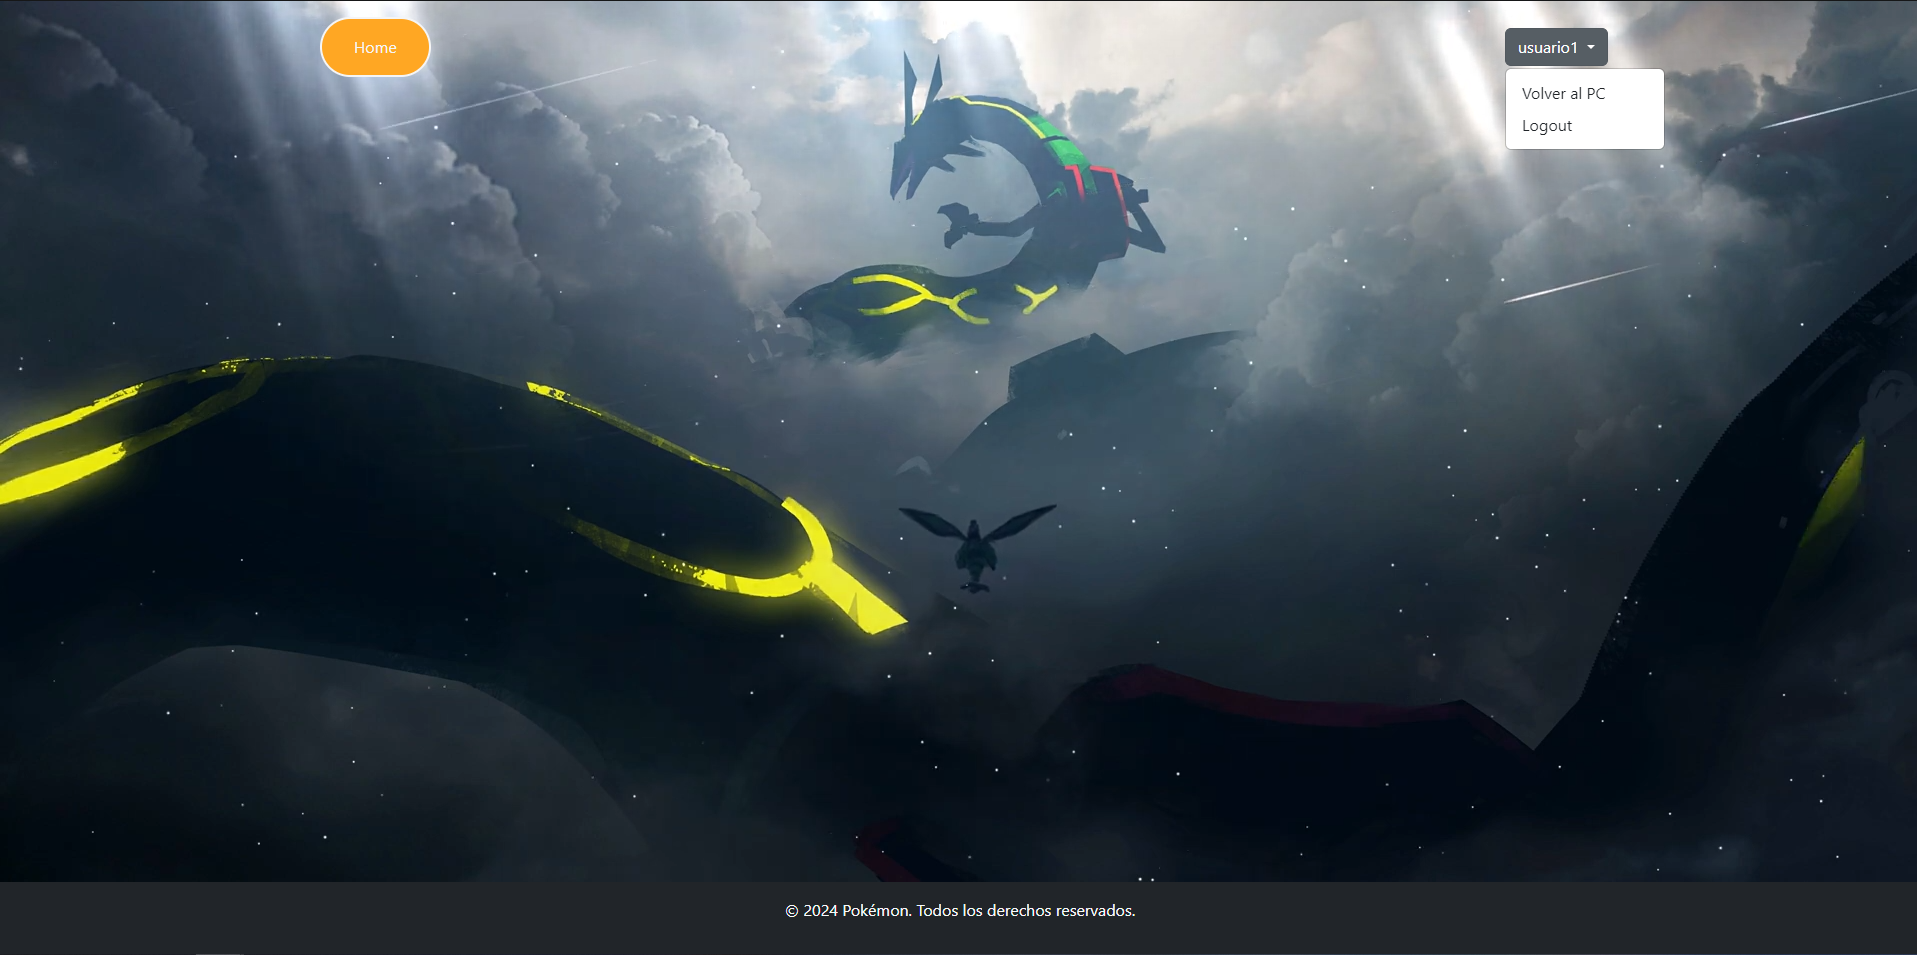 Home
usuario1
Volver al PC
Logout
© 2024 Pokémon. Todos los derechos reservados.